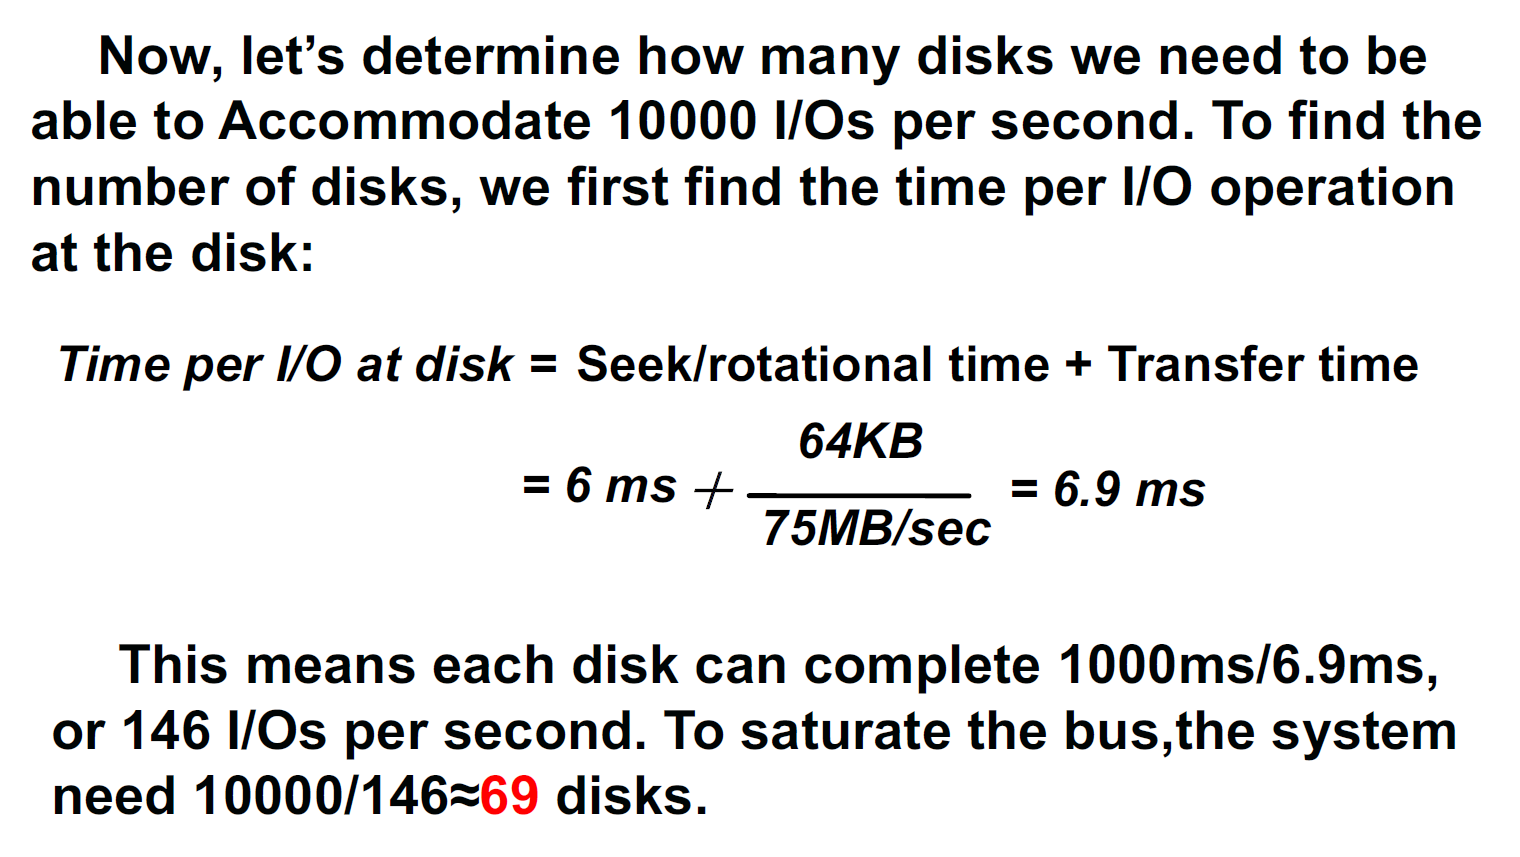 Now, let’s determine how many disks we need to be
able to Accommodate 10000 I/Os per second. To find the
number of disks, we first find the time per I/O operation
at the disk:
Time per I/O at disk = Seek/rotational time + Transfer time
= 6 ms + 64KB / 75MB/sec = 6.9 ms
This means each disk can complete 1000ms/6.9ms,
or 146 I/Os per second. To saturate the bus,the system
need 10000/146≈69 disks.